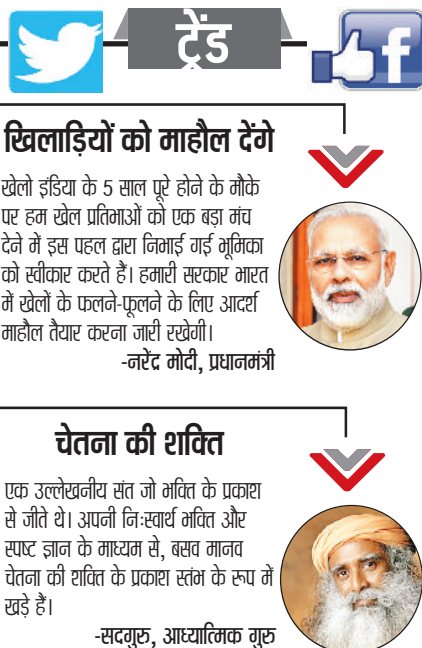 ट्रेंड
f
खिलाड़ियों को माहौल देंगे
खेलो इंडिया के 5 साल पूरे होने के मौके
पर हम खेल प्रतिभाओं को एक बड़ा मंच
देने में इस पहल द्वारा निभाई गई भूमिका
को स्वीकार करते हैं। हमारी सरकार भारत
में खेलों के फलने-फूलने के लिए आदर्श
माहौल तैयार करना जारी रखेगी।
-नरेंद्र मोदी, प्रधानमंत्री
चेतना की शक्ति
एक उल्लेखनीय संत जो भक्ति के प्रकाश
से जीते थे। अपनी निःस्वार्थ भक्ति और
स्पष्ट ज्ञान के माध्यम से, बसव मानव
चेतना की शक्ति के प्रकाश स्तंभ के रूप में
खड़े हैं।
-सदगुरु, आध्यात्मिक गुरु